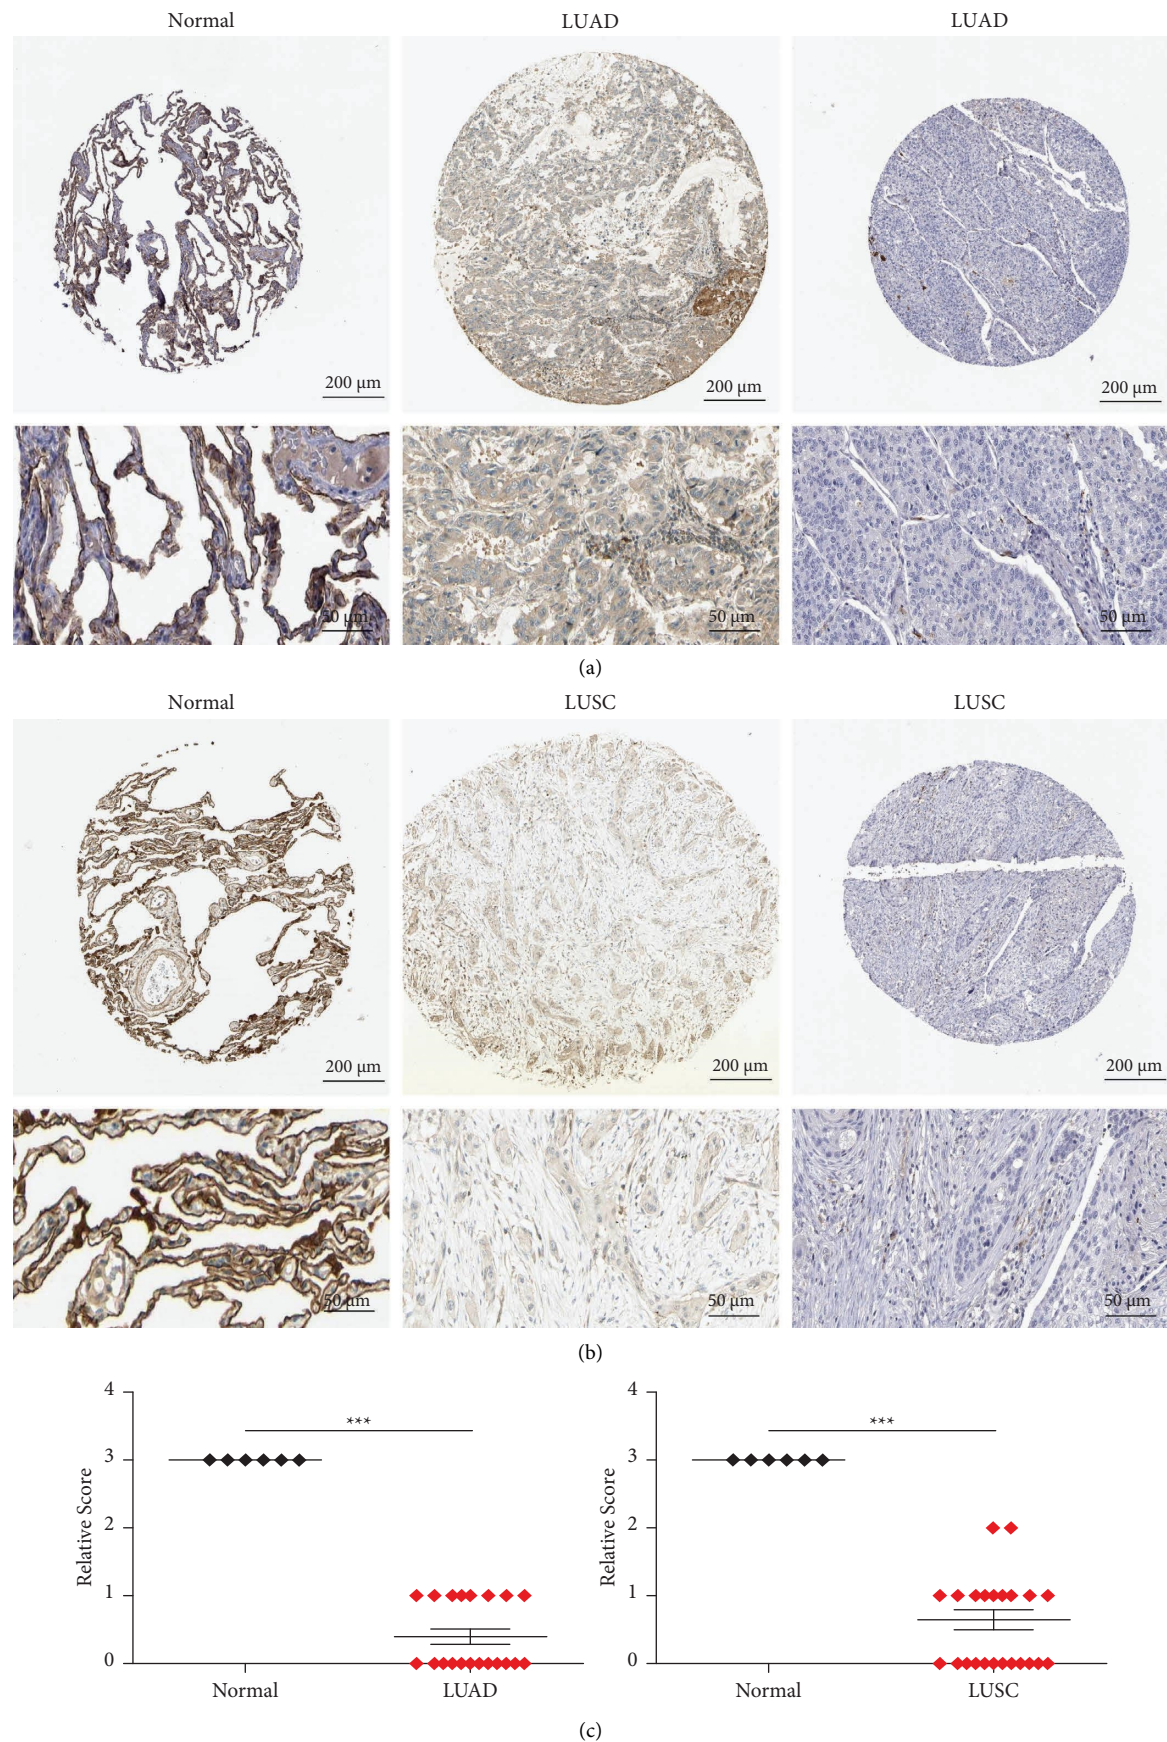 Normal LUAD LUAD
200 µm 200 µm 200 µm
50 µm 50 µm 50 µm
(a)
Normal LUSC LUSC
200 µm 200 µm 200 µm
50 µm 50 µm 50 µm
(b)
4
3
2
1
0
Relative Score
***
Normal LUAD
4
3
2
1
0
Relative Score
***
Normal LUSC
(c)